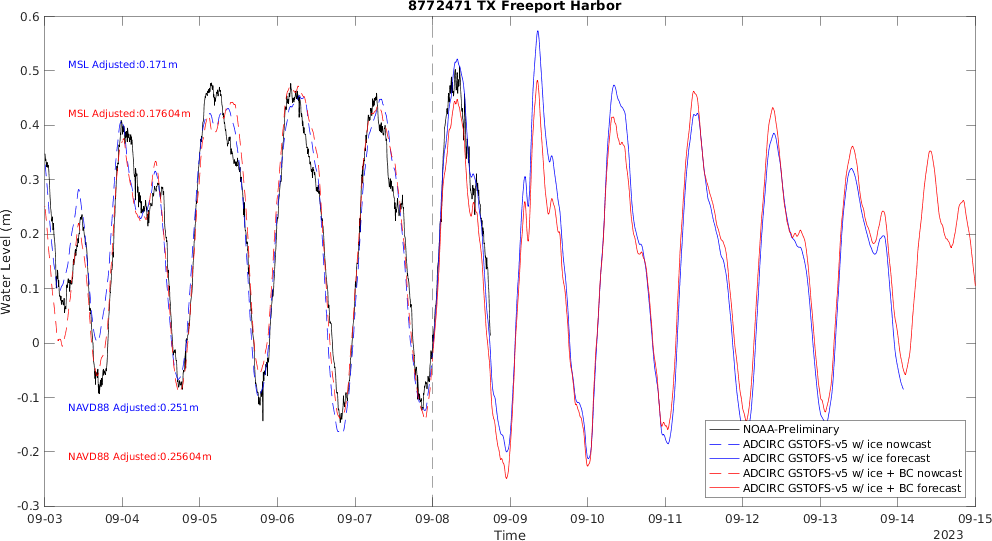 8772471 TX Freeport Harbor
Water Level (m)
0.6
0.5
0.4
0.3
0.2
0.1
0
-0.1
-0.2
-0.3
MSL Adjusted:0.171m
MSL Adjusted:0.17604m
NAVD88 Adjusted:0.251m
NAVD88 Adjusted:0.25604m
NOAA-Preliminary
ADCIRC GSTOFS-v5 w/ ice nowcast
ADCIRC GSTOFS-v5 w/ ice forecast
ADCIRC GSTOFS-v5 w/ ice + BC nowcast
ADCIRC GSTOFS-v5 w/ ice + BC forecast
09-03 09-04 09-05 09-06 09-07 09-08 09-09 09-10 09-11 09-12 09-13 09-14 09-15
Time
2023